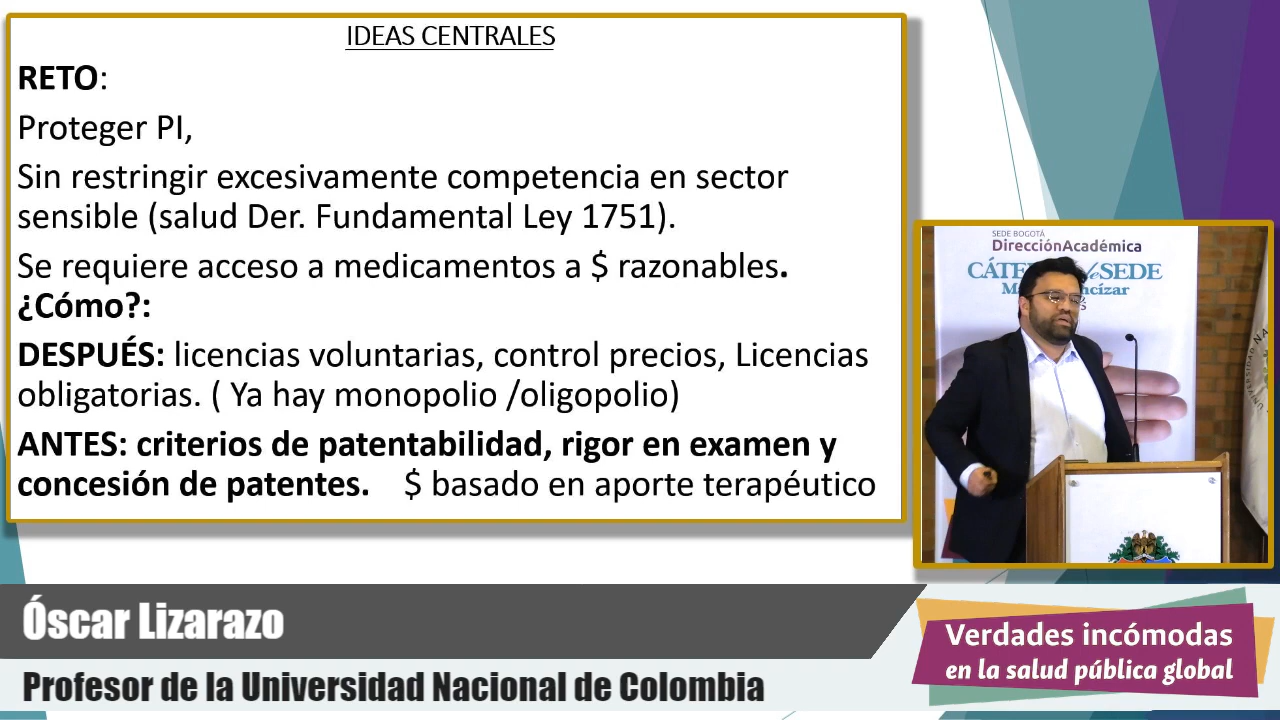 IDEAS CENTRALES
RETO:
Proteger PI,
Sin restringir excesivamente competencia en sector
sensible (salud Der. Fundamental Ley 1751).
Se requiere acceso a medicamentos a $ razonables.
¿Cómo?:
DESPUÉS: licencias voluntarias, control precios, Licencias
obligatorias. ( Ya hay monopolio /oligopolio)
ANTES: criterios de patentabilidad, rigor en examen y
concesión de patentes. $ basado en aporte terapéutico
SEDE BOGOTÁ
DirecciónAcadémica
SEDE
Óscar Lizarazo
Profesor de la Universidad Nacional de Colombia
Verdades incómodas
en la salud pública global